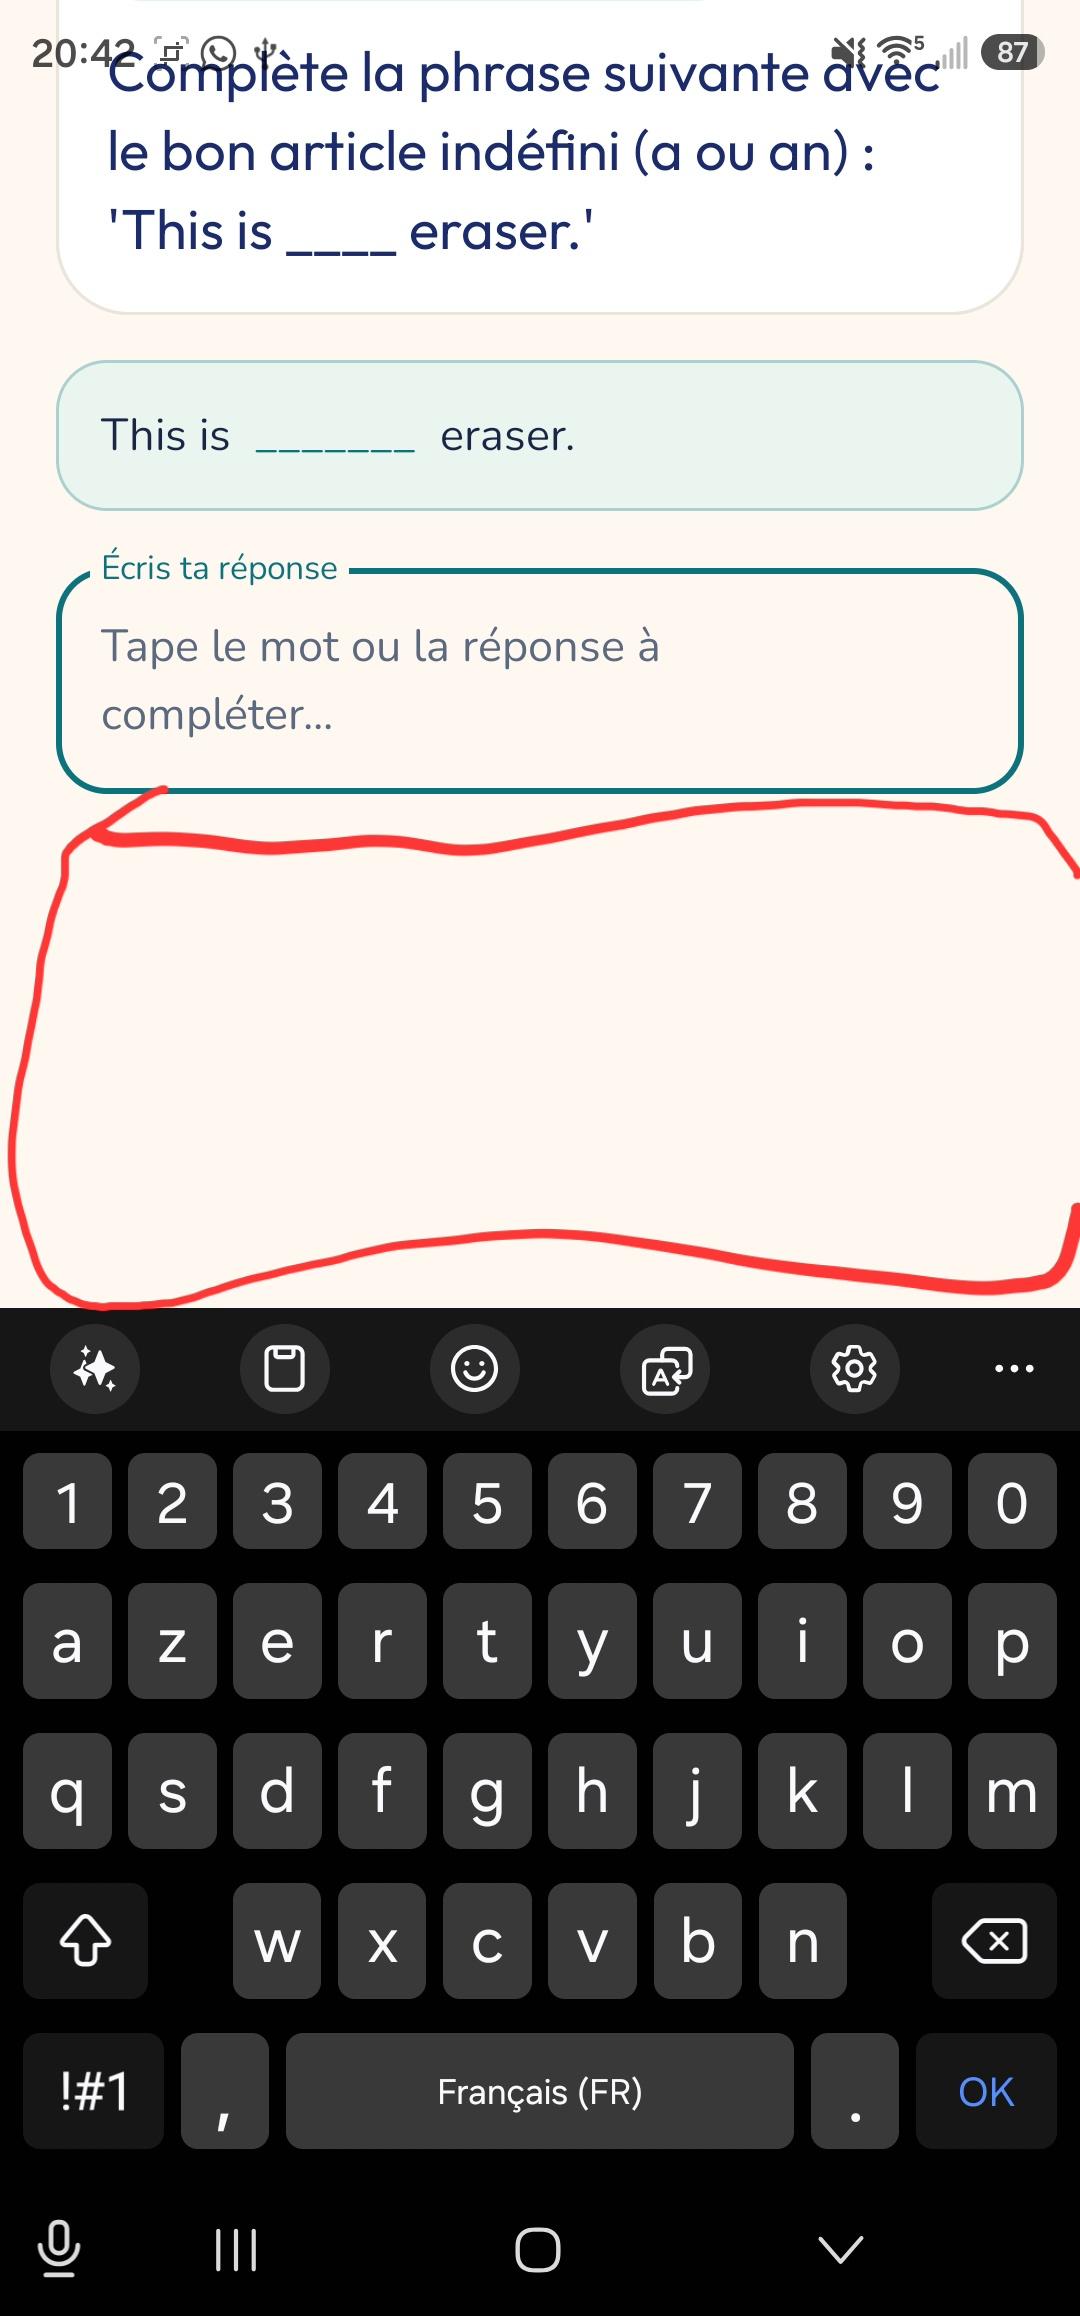 20:42 5 87
Complète la phrase suivante avec
le bon article indéfini (a ou an) :
'This is ____ eraser.'
This is _______ eraser.
Écris ta réponse
Tape le mot ou la réponse à
compléter...
1 2 3 4 5 6 7 8 9 0
a z e r t y u i o p
q s d f g h j k l m
w x c v b n
!#1 , Français (FR) . OK